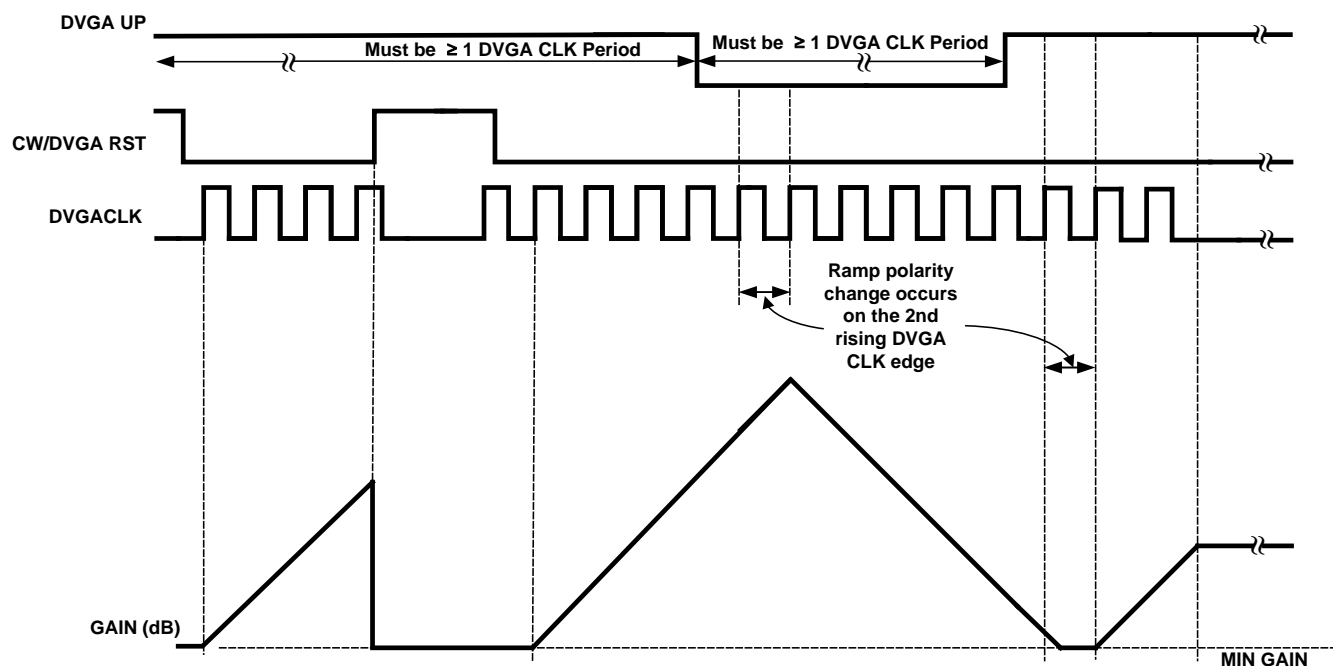 DVGA UP
Must be ≥ 1 DVGA CLK Period
Must be ≥ 1 DVGA CLK Period
CW/DVGA RST
DVGACLK
Ramp polarity
change occurs
on the 2nd
rising DVGA
CLK edge
GAIN (dB)
MIN GAIN